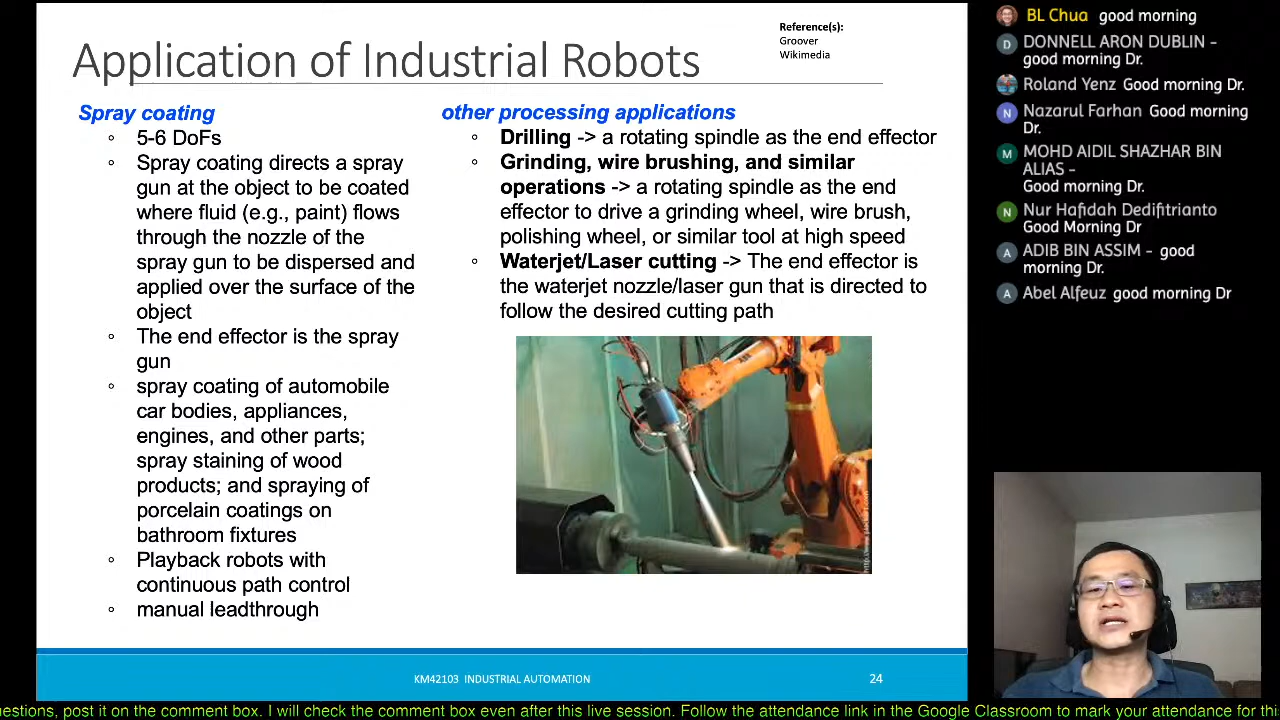 Reference(s):
Groover
Wikimedia
Application of Industrial Robots
Spray coating
◦ 5-6 DoFs
◦ Spray coating directs a spray
gun at the object to be coated
where fluid (e.g., paint) flows
through the nozzle of the
spray gun to be dispersed and
applied over the surface of the
object
◦ The end effector is the spray
gun
◦ spray coating of automobile
car bodies, appliances,
engines, and other parts;
spray staining of wood
products; and spraying of
porcelain coatings on
bathroom fixtures
◦ Playback robots with
continuous path control
◦ manual leadthrough
other processing applications
◦ Drilling -> a rotating spindle as the end effector
◦ Grinding, wire brushing, and similar
operations -> a rotating spindle as the end
effector to drive a grinding wheel, wire brush,
polishing wheel, or similar tool at high speed
◦ Waterjet/Laser cutting -> The end effector is
the waterjet nozzle/laser gun that is directed to
follow the desired cutting path
KM42103 INDUSTRIAL AUTOMATION
24
BL Chua good morning
D DONNELL ARON DUBLIN -
good morning Dr.
Roland Yenz Good morning Dr.
N Nazarul Farhan Good morning
Dr.
M MOHD AIDIL SHAZHAR BIN
ALIAS -
Good morning Dr.
N Nur Hafidah Dedifitrianto
Good Morning Dr
A ADIB BIN ASSIM - good
morning Dr.
A Abel Alfeuz good morning Dr
estions, post it on the comment box. I will check the comment box even after this live session. Follow the attendance link in the Google Classroom to mark your attendance for thi